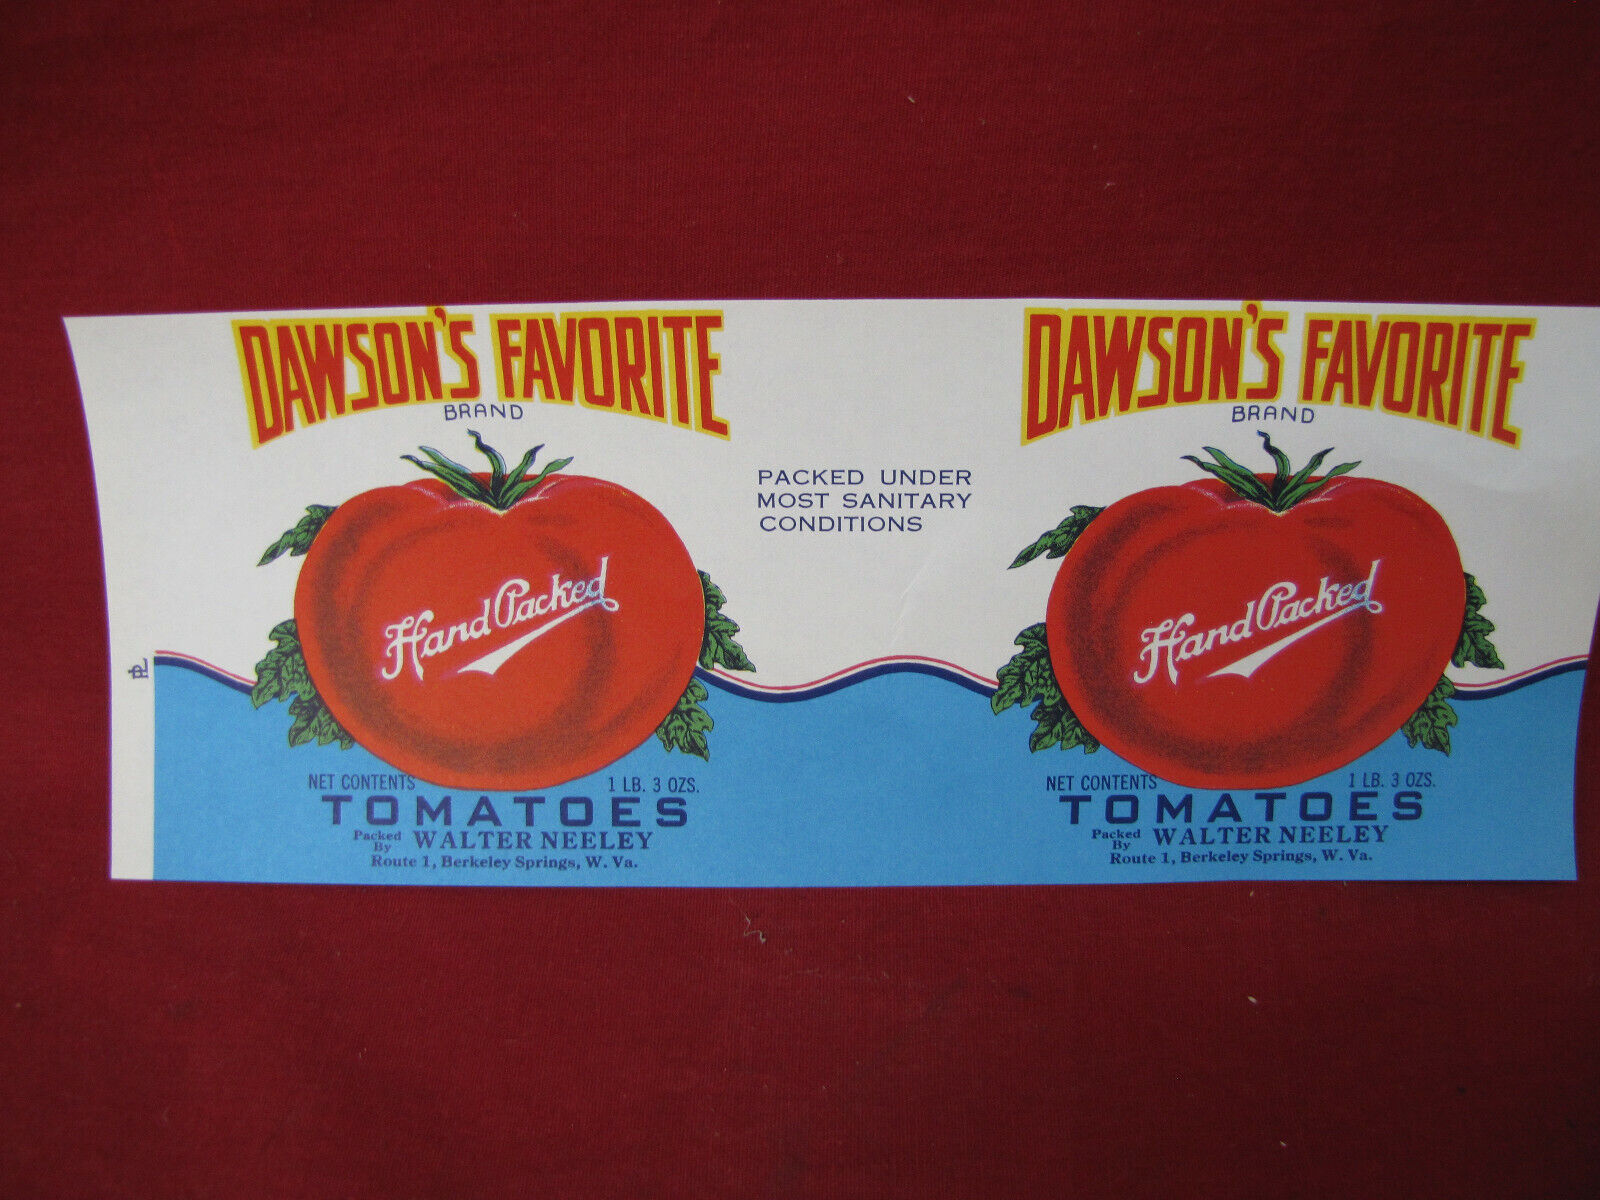 DAWSON'S FAVORITE
BRAND
Hand Packed
NET CONTENTS 1 LB. 3 OZS.
TOMATOES
Packed By WALTER NEELEY
Route 1, Berkeley Springs, W. Va.
PACKED UNDER
MOST SANITARY
CONDITIONS
DAWSON'S FAVORITE
BRAND
Hand Packed
NET CONTENTS 1 LB. 3 OZS.
TOMATOES
Packed By WALTER NEELEY
Route 1, Berkeley Springs, W. Va.